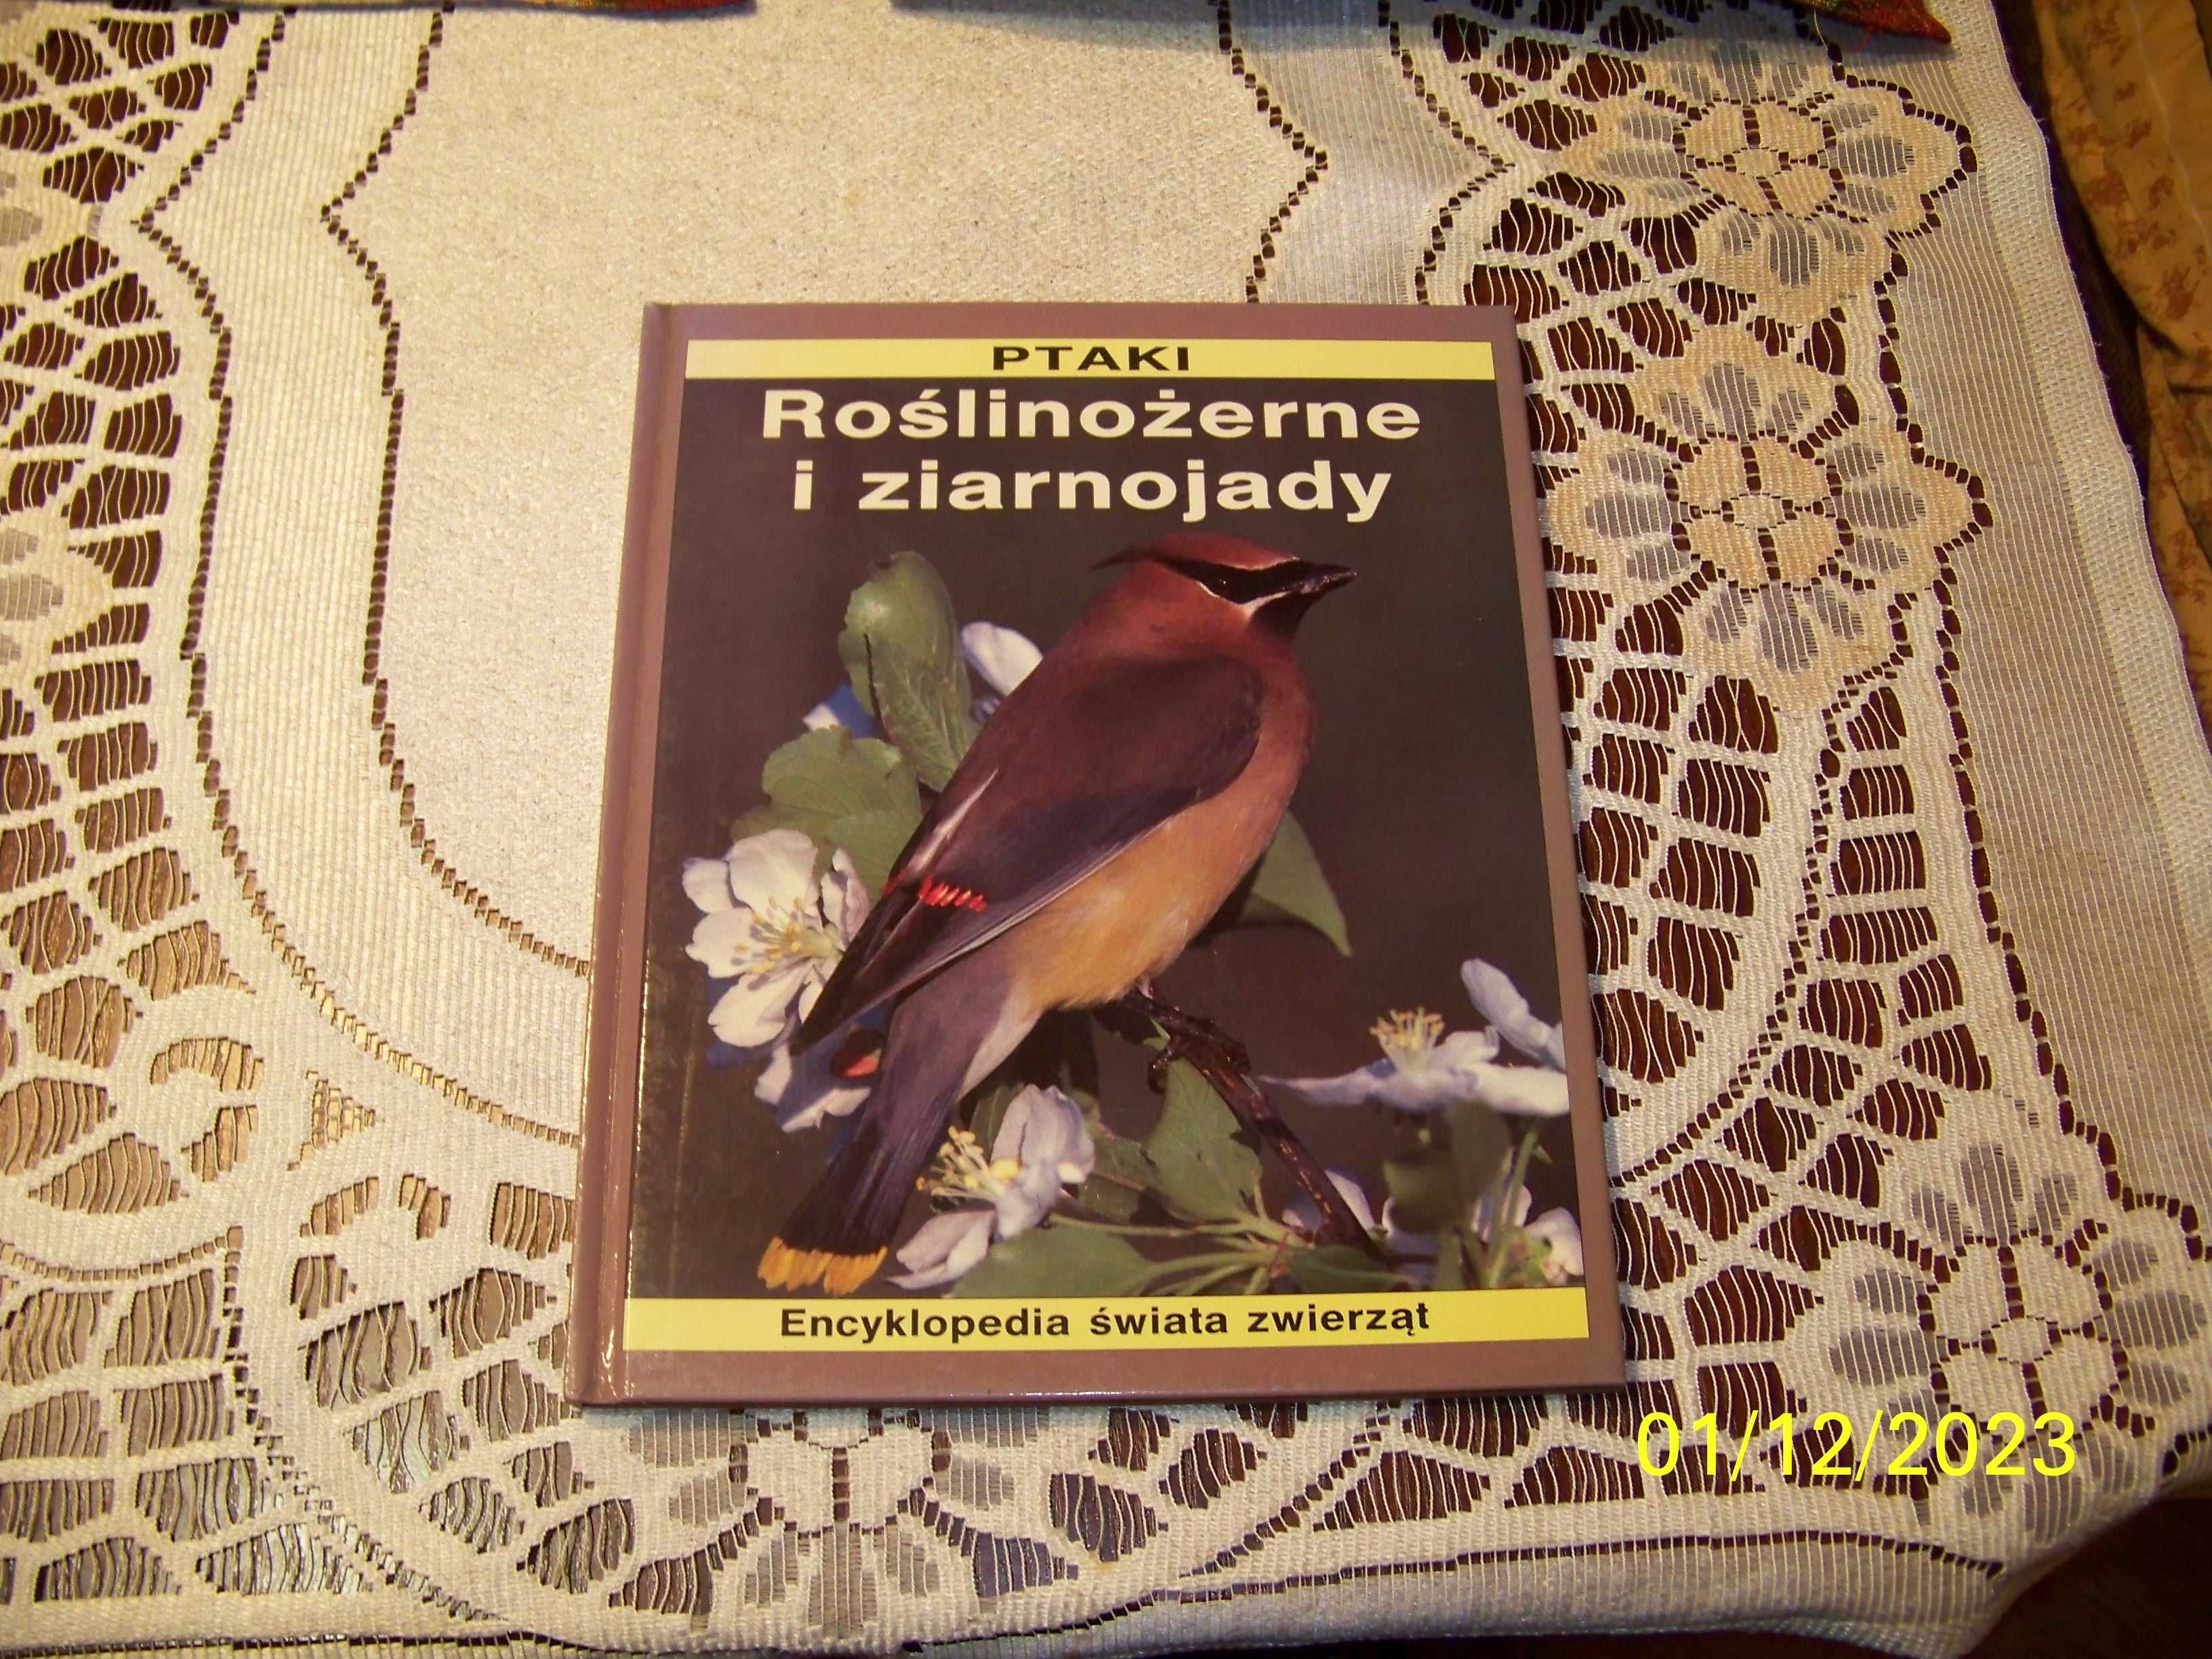 PTAKI
Roślinożerne
i ziarnojady
Encyklopedia świata zwierząt
01/12/2023